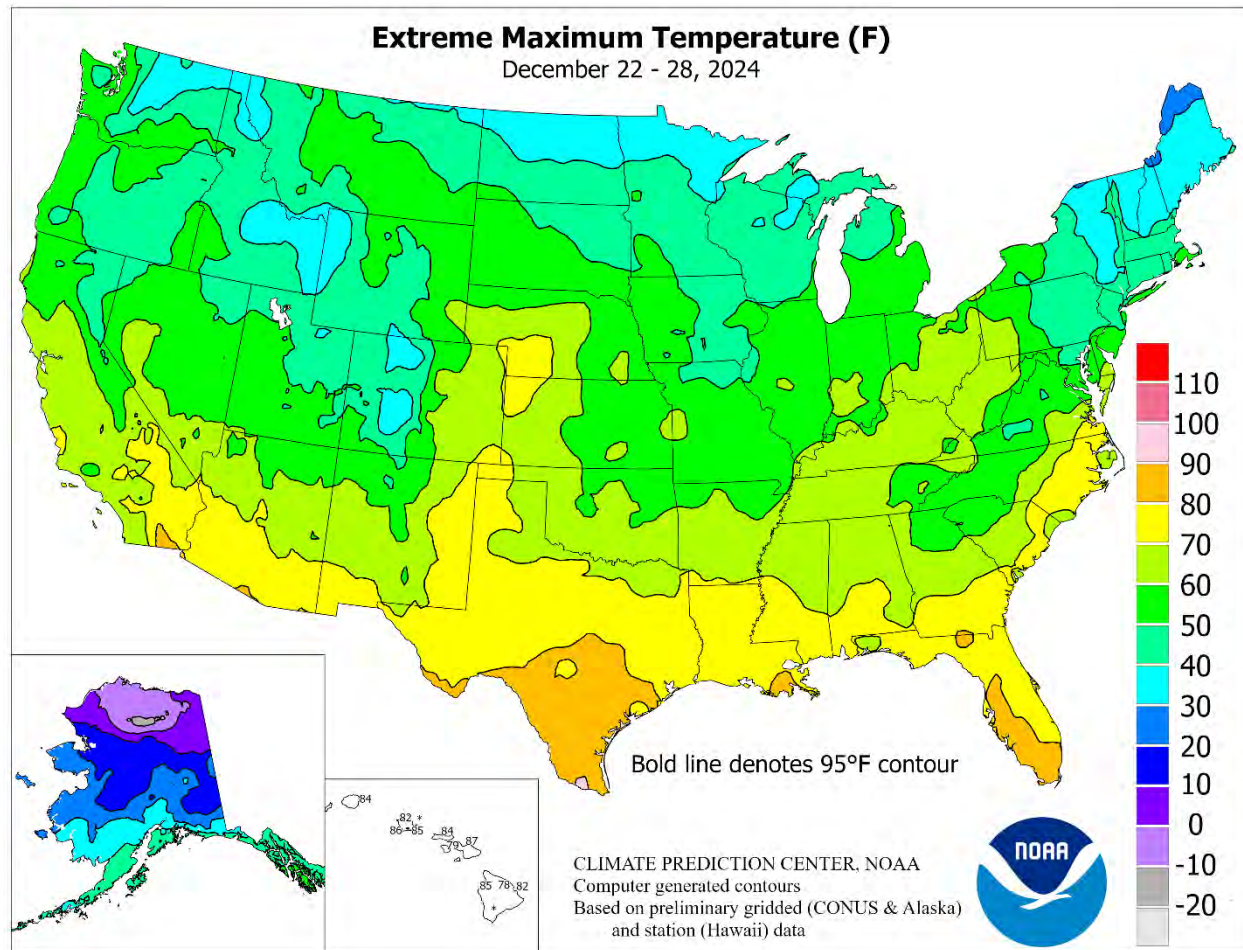 Extreme Maximum Temperature (F)
December 22 - 28, 2024
110
100
90
80
70
60
50
40
30
20
10
0
-10
-20
Bold line denotes 95°F contour
84
82 *
86 85 84
79 87
85 78 82
*
CLIMATE PREDICTION CENTER, NOAA
Computer generated contours
Based on preliminary gridded (CONUS & Alaska)
and station (Hawaii) data
NOAA